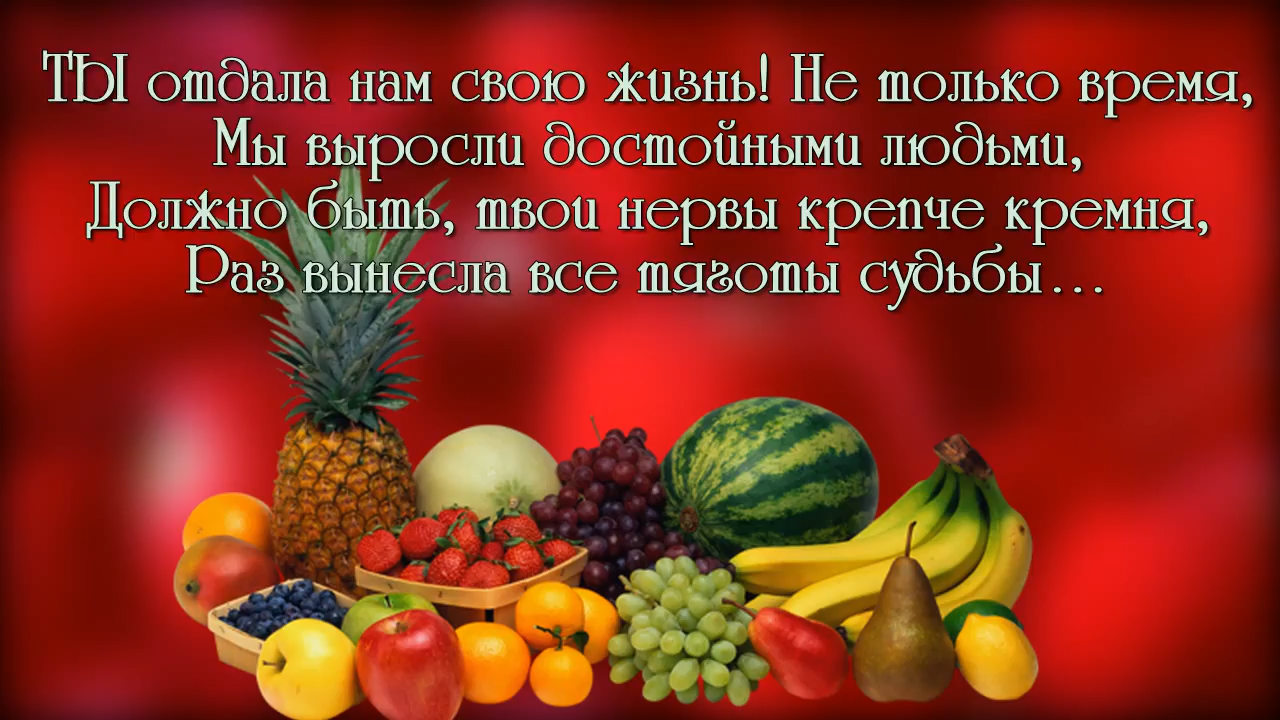 ТЫ отдала нам свою жизнь! Не только время,
Мы выросли достойными людьми,
Должно быть, твои нервы крепче кремня,
Раз вынесла все тяготы судьбы...